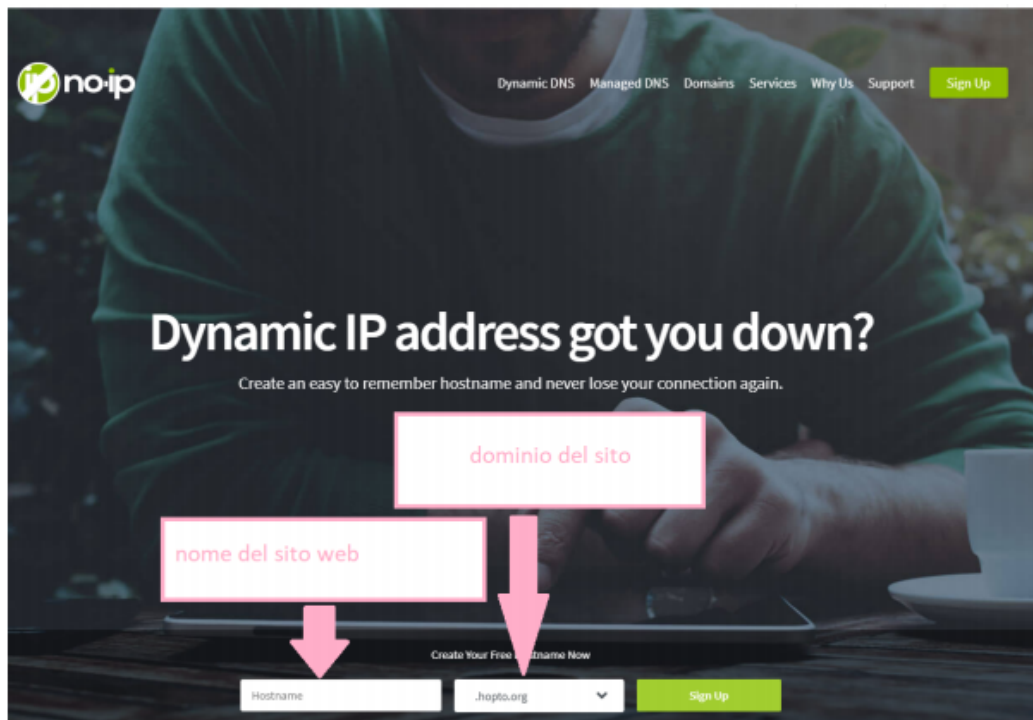 no·ip
Dynamic DNS Managed DNS Domains Services Why Us Support Sign Up
Dynamic IP address got you down?
Create an easy to remember hostname and never lose your connection again.
dominio del sito
nome del sito web
Create Your Free Hostname Now
Hostname .hopto.org Sign Up